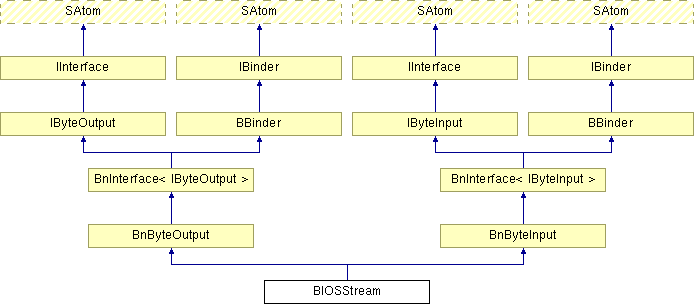 SAtom SAtom SAtom SAtom
IInterface IBinder IInterface IBinder
IByteOutput BBinder IByteInput BBinder
BnInterface< IByteOutput > BnInterface< IByteInput >
BnByteOutput BnByteInput
BIOSStream